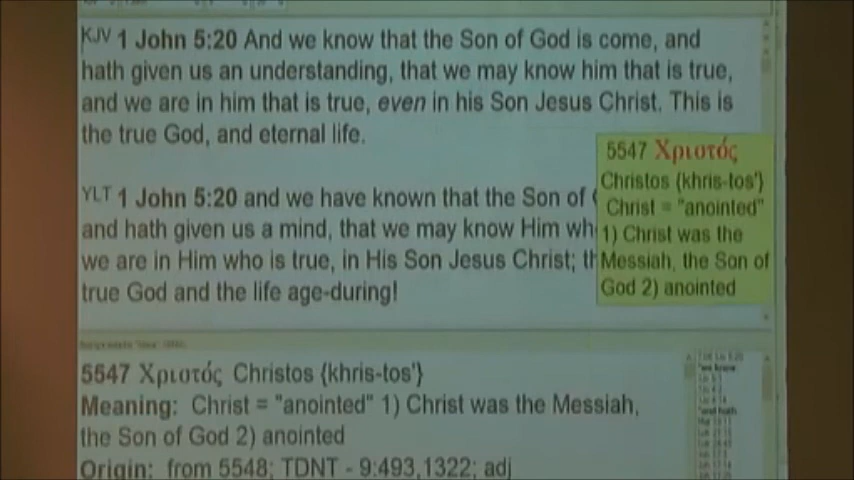 KJV 1 John 5:20 And we know that the Son of God is come, and
hath given us an understanding, that we may know him that is true,
and we are in him that is true, even in his Son Jesus Christ. This is
the true God, and eternal life.
YLT 1 John 5:20 and we have known that the Son of
and hath given us a mind, that we may know Him
we are in Him who is true, in His Son Jesus Christ;
true God and the life age-during!
5547 Χριστός
Christos {khris-tos'}
Christ = "anointed"
1) Christ was the
Messiah, the Son of
God 2) anointed
5547 Χριστός Christos {khris-tos'}
Meaning: Christ = "anointed" 1) Christ was the Messiah,
the Son of God 2) anointed
Origin: from 5548; TDNT - 9:493,1322; adj